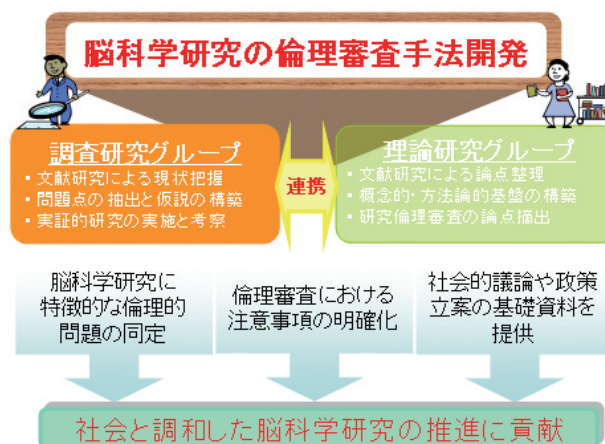 脳科学研究の倫理審査手法開発
調査研究グループ
・文献研究による現状把握
・問題点の抽出と仮説の構築
・実証的研究の実施と考察
連携
理論研究グループ
・文献研究による論点整理
・概念的・方法論的基盤の構築
・研究倫理審査の論点摘出
脳科学研究に
特徴的な倫理的
問題の同定
倫理審査における
注意事項の明確化
社会的議論や政策
立案の基礎資料を
提供
社会と調和した脳科学研究の推進に貢献